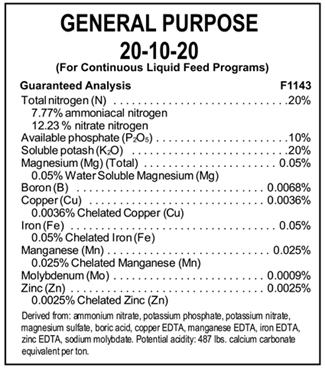 GENERAL PURPOSE
20-10-20
(For Continuous Liquid Feed Programs)
Guaranteed Analysis F1143
Total nitrogen (N) . . . . . . . . . . . . . . . . . . . . . . . . . . . . .20%
7.77% ammoniacal nitrogen
12.23 % nitrate nitrogen
Available phosphate (P₂O₅) . . . . . . . . . . . . . . . . . . . . . .10%
Soluble potash (K₂O) . . . . . . . . . . . . . . . . . . . . . . . . . . .20%
Magnesium (Mg) (Total) . . . . . . . . . . . . . . . . . . . . . 0.05%
0.05% Water Soluble Magnesium (Mg)
Boron (B) . . . . . . . . . . . . . . . . . . . . . . . . . . . . . . . 0.0068%
Copper (Cu) . . . . . . . . . . . . . . . . . . . . . . . . . . . . . 0.0036%
0.0036% Chelated Copper (Cu)
Iron (Fe) . . . . . . . . . . . . . . . . . . . . . . . . . . . . . . . . . 0.05%
0.05% Chelated Iron (Fe)
Manganese (Mn) . . . . . . . . . . . . . . . . . . . . . . . . . . 0.025%
0.025% Chelated Manganese (Mn)
Molybdenum (Mo) . . . . . . . . . . . . . . . . . . . . . . . . 0.0009%
Zinc (Zn) . . . . . . . . . . . . . . . . . . . . . . . . . . . . . . . 0.0025%
0.0025% Chelated Zinc (Zn)
Derived from: ammonium nitrate, potassium phosphate, potassium nitrate,
magnesium sulfate, boric acid, copper EDTA, manganese EDTA, iron EDTA,
zinc EDTA, sodium molybdate. Potential acidity: 487 lbs. calcium carbonate
equivalent per ton.